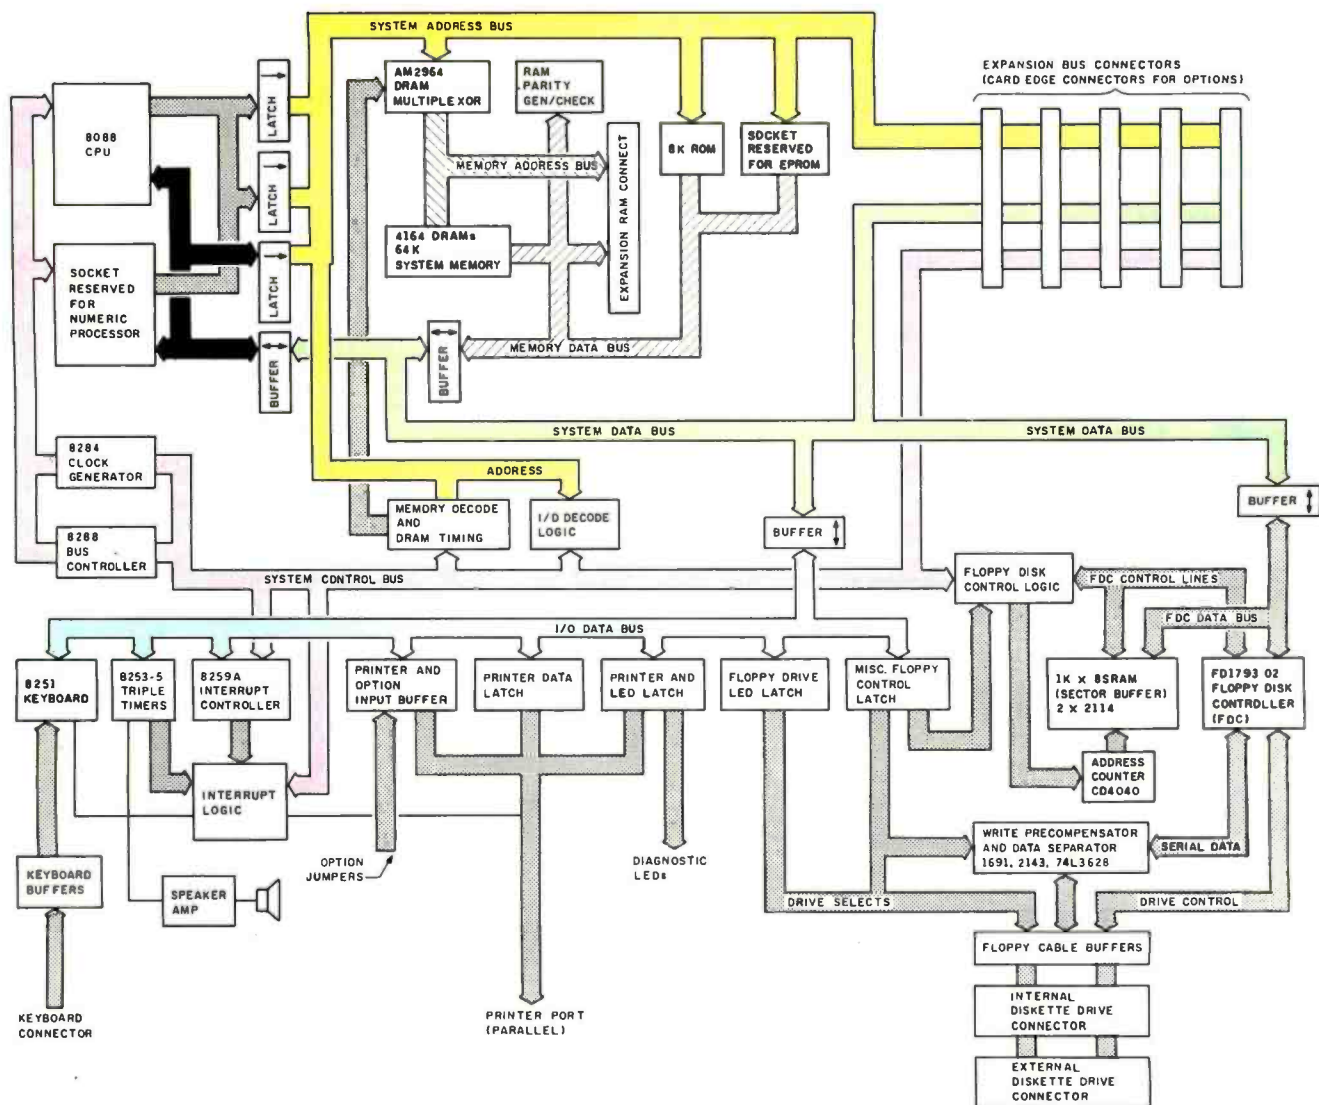 SYSTEM ADDRESS BUS
EXPANSION BUS CONNECTORS
(CARD EDGE CONNECTORS FOR OPTIONS)
8088
CPU
LATCH
LATCH
LATCH
BUFFER
AM2964
DRAM
MULTIPLEXOR
RAM
PARITY
GEN/CHECK
8K ROM
SOCKET
RESERVED
FOR EPROM
MEMORY ADDRESS BUS
EXPANSION RAM CONNECT
4164 DRAMs
64K
SYSTEM MEMORY
SOCKET
RESERVED
FOR
NUMERIC
PROCESSOR
BUFFER
MEMORY DATA BUS
SYSTEM DATA BUS
SYSTEM DATA BUS
8284
CLOCK
GENERATOR
ADDRESS
MEMORY DECODE
AND
DRAM TIMING
I/O DECODE
LOGIC
BUFFER
BUFFER
8288
BUS
CONTROLLER
SYSTEM CONTROL BUS
FLOPPY DISK
CONTROL LOGIC
FDC CONTROL LINES
FDC DATA BUS
I/O DATA BUS
8251
KEYBOARD
8253-5
TRIPLE
TIMERS
8259A
INTERRUPT
CONTROLLER
PRINTER AND
OPTION
INPUT BUFFER
PRINTER DATA
LATCH
PRINTER AND
LED LATCH
FLOPPY DRIVE
LED LATCH
MISC. FLOPPY
CONTROL
LATCH
1K x 8SRAM
(SECTOR BUFFER)
2 x 2114
FD1793 02
FLOPPY DISK
CONTROLLER
(FDC)
INTERRUPT
LOGIC
ADDRESS
COUNTER
CD4040
WRITE PRECOMPENSATOR
AND DATA SEPARATOR
1691, 2143, 74L3628
SERIAL DATA
OPTION
JUMPERS
DIAGNOSTIC
LEDs
KEYBOARD
BUFFERS
SPEAKER
AMP
DRIVE SELECTS
DRIVE CONTROL
FLOPPY CABLE BUFFERS
KEYBOARD
CONNECTOR
PRINTER PORT
(PARALLEL)
INTERNAL
DISKETTE DRIVE
CONNECTOR
EXTERNAL
DISKETTE DRIVE
CONNECTOR